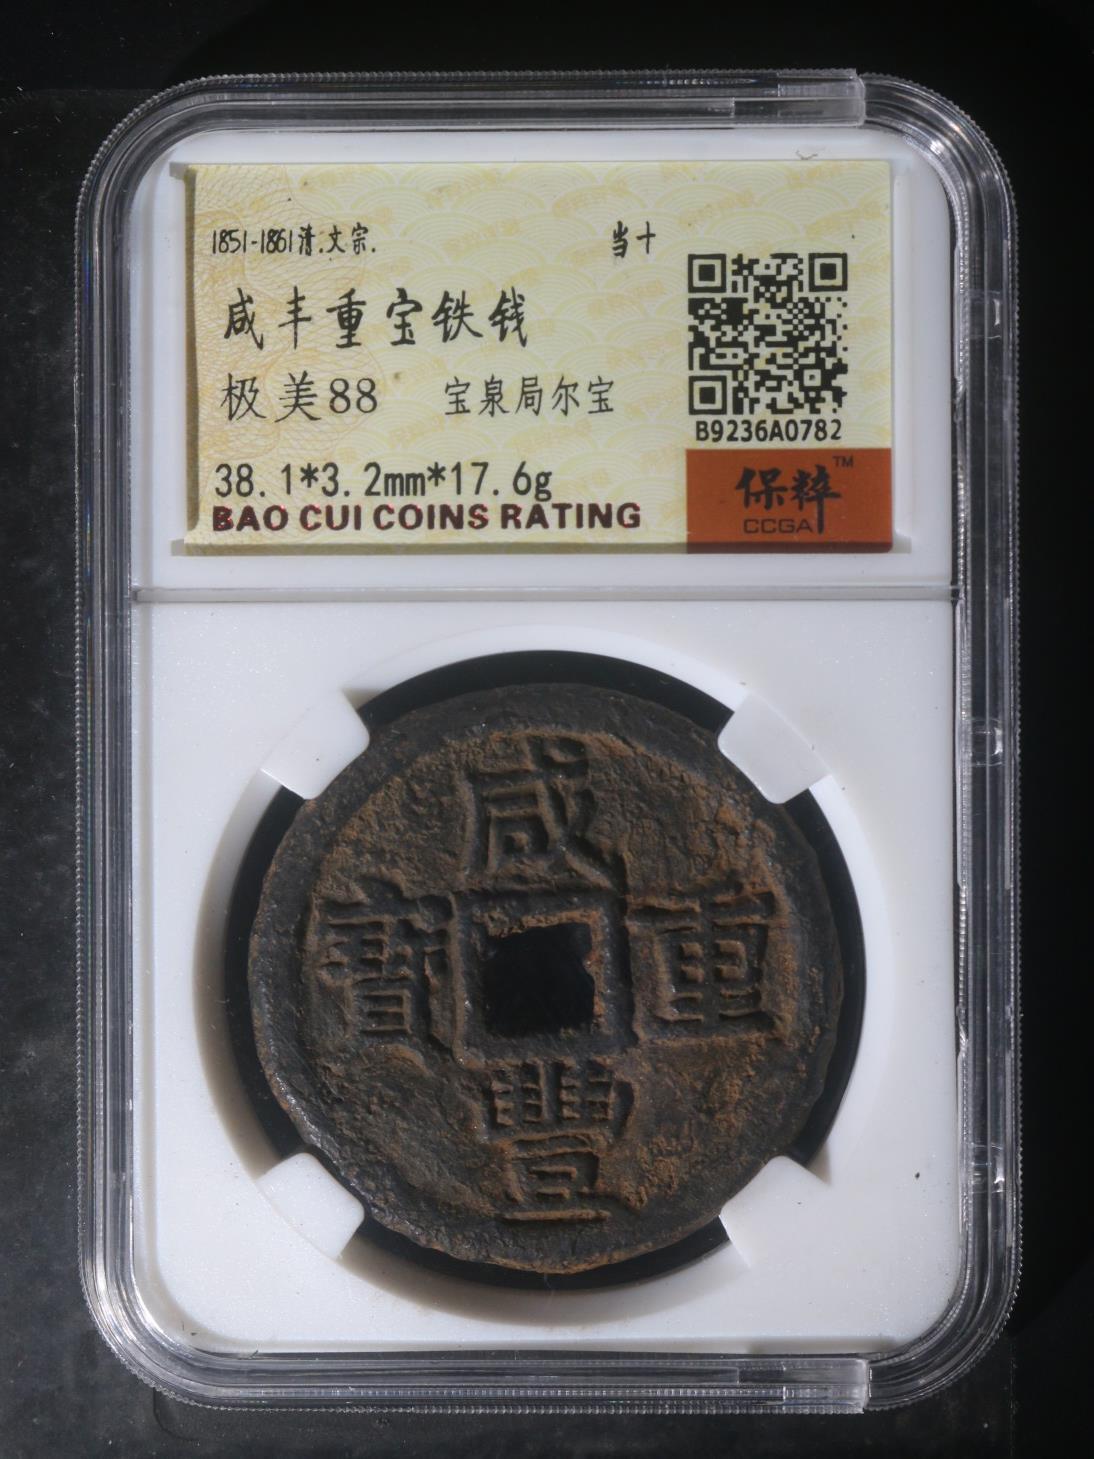 1851-1861清.文宗. 当十
咸丰重宝铁钱
极美88 宝泉局尔宝
B9236A0782
38.1*3.2mm*17.6g
BAO CUI COINS RATING
保粹™
CCGA
咸
寶 重
豐